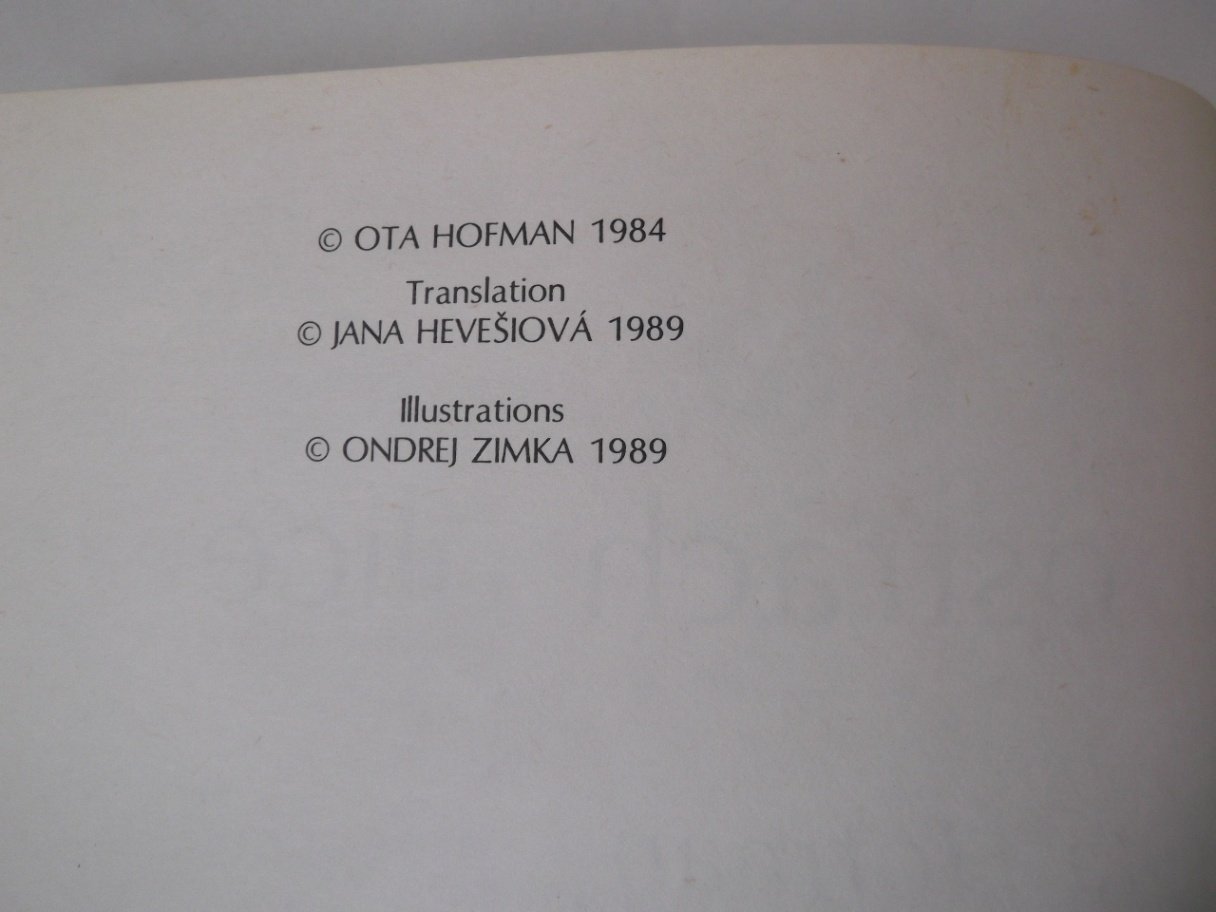 © OTA HOFMAN 1984
Translation
© JANA HEVEŠIOVÁ 1989
Illustrations
© ONDREJ ZIMKA 1989